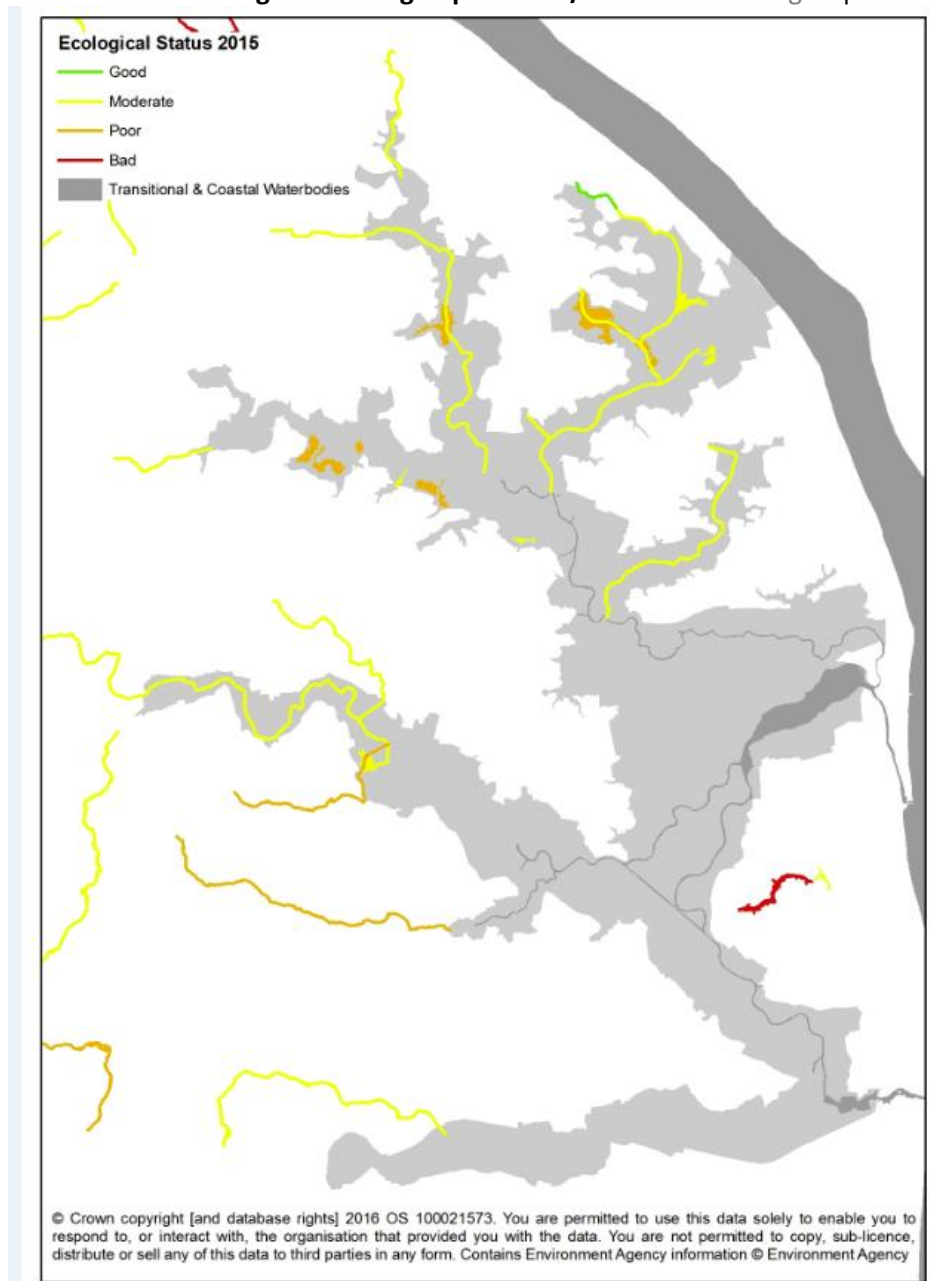 Ecological Status 2015
Good
Moderate
Poor
Bad
Transitional & Coastal Waterbodies
© Crown copyright [and database rights] 2016 OS 100021573. You are permitted to use this data solely to enable you to
respond to, or interact with, the organisation that provided you with the data. You are not permitted to copy, sub-licence,
distribute or sell any of this data to third parties in any form. Contains Environment Agency information © Environment Agency